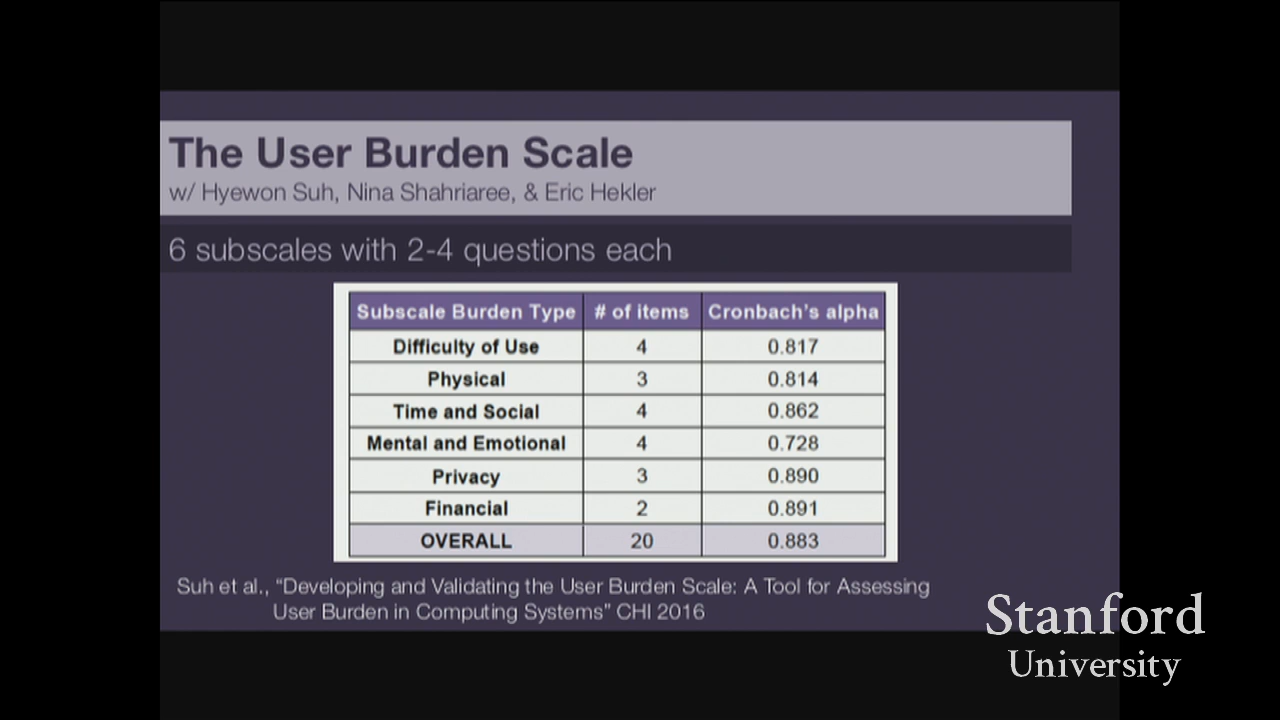 The User Burden Scale
w/ Hyewon Suh, Nina Shahriaree, & Eric Hekler
6 subscales with 2-4 questions each
Subscale Burden Type # of items Cronbach's alpha
Difficulty of Use 4 0.817
Physical 3 0.814
Time and Social 4 0.862
Mental and Emotional 4 0.728
Privacy 3 0.890
Financial 2 0.891
OVERALL 20 0.883
Suh et al., “Developing and Validating the User Burden Scale: A Tool for Assessing
User Burden in Computing Systems” CHI 2016
Stanford
University